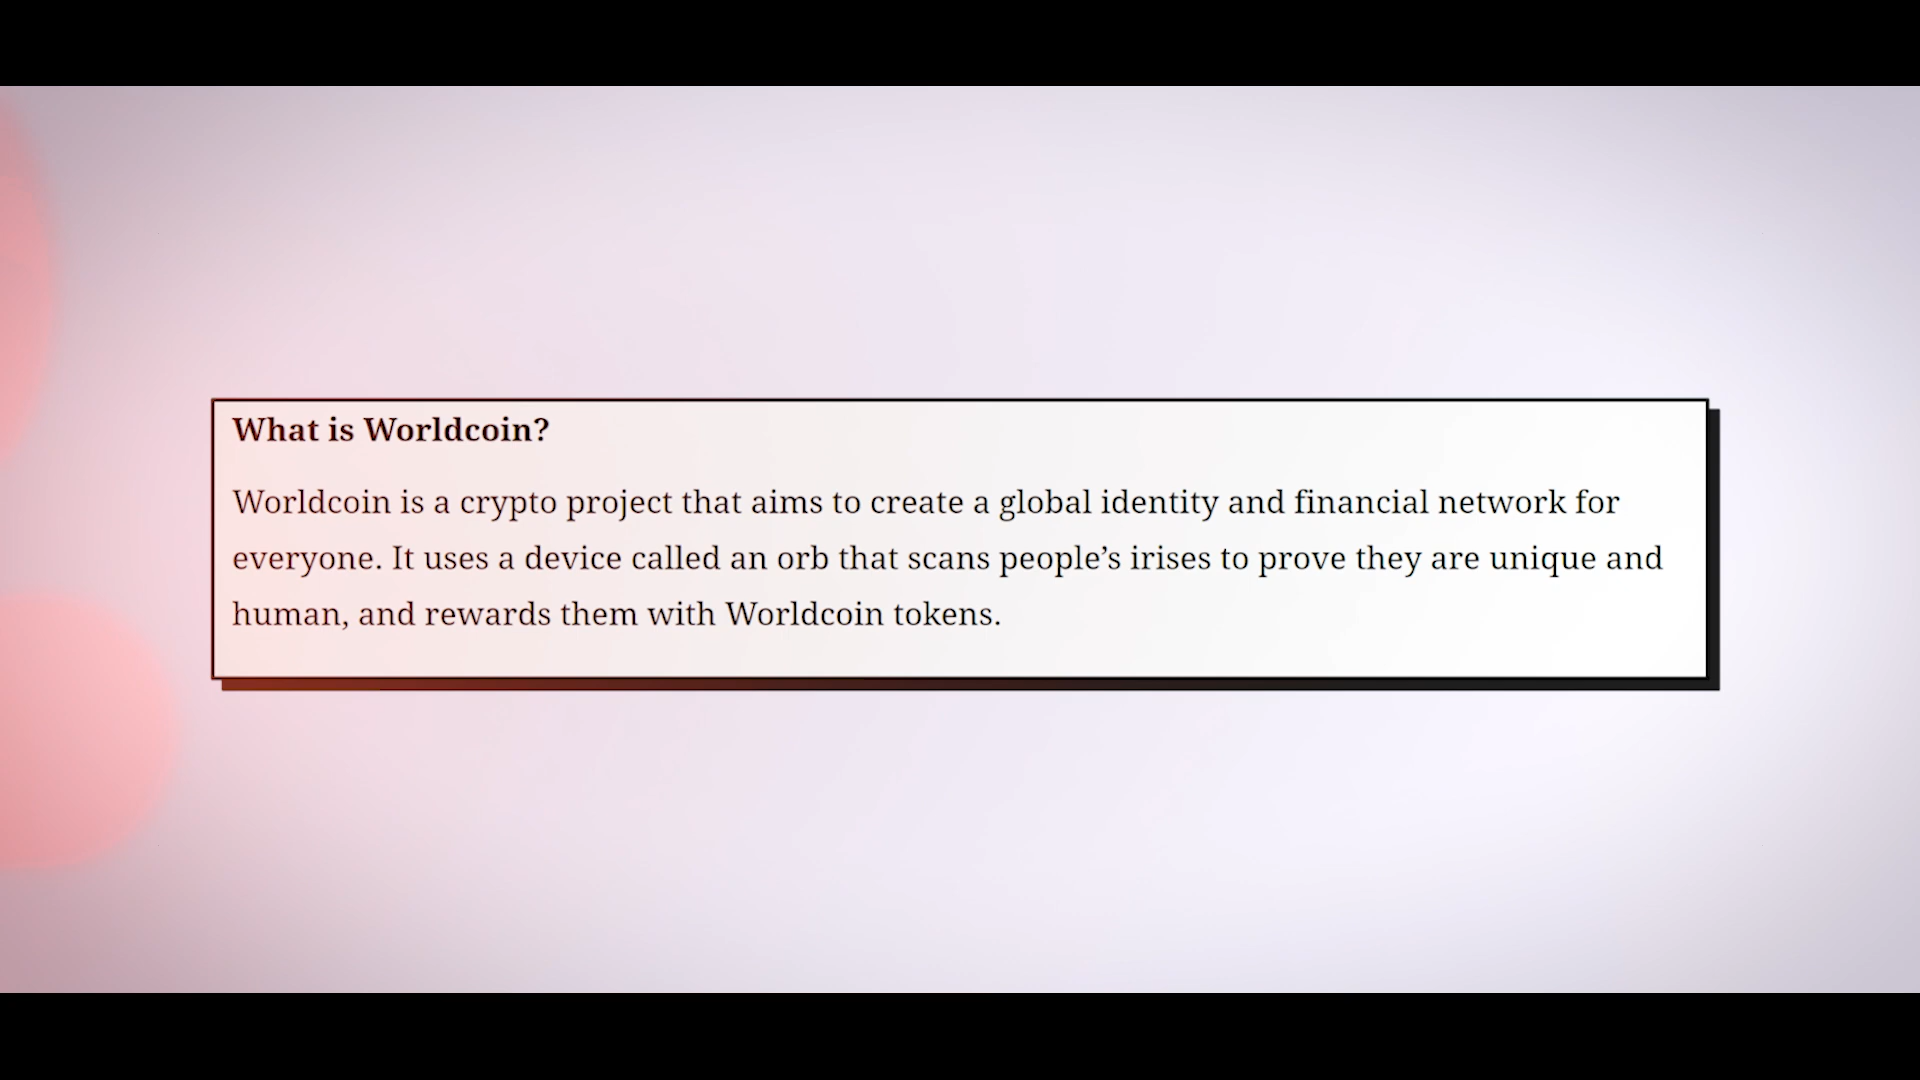 What is Worldcoin?
Worldcoin is a crypto project that aims to create a global identity and financial network for
everyone. It uses a device called an orb that scans people’s irises to prove they are unique and
human, and rewards them with Worldcoin tokens.